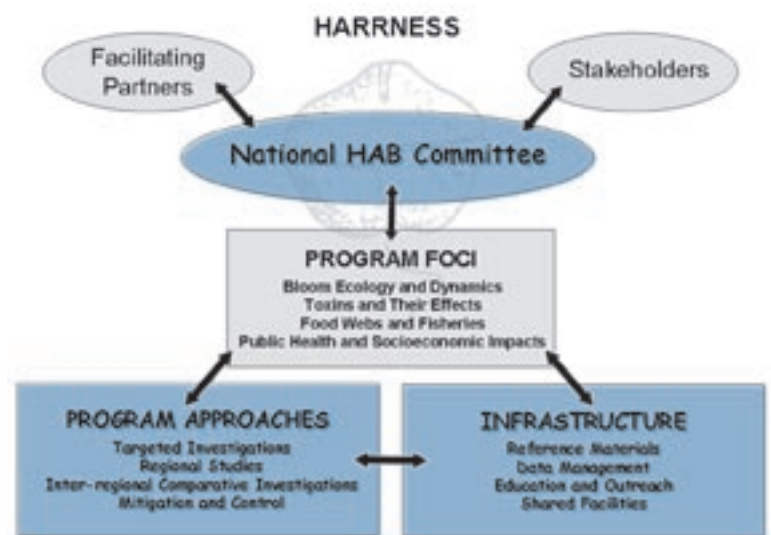 HARRNESS
Facilitating
Partners
Stakeholders
National HAB Committee
PROGRAM FOCI
Bloom Ecology and Dynamics
Toxins and Their Effects
Food Webs and Fisheries
Public Health and Socioeconomic Impacts
PROGRAM APPROACHES
Targeted Investigations
Regional Studies
Inter-regional Comparative Investigations
Mitigation and Control
INFRASTRUCTURE
Reference Materials
Data Management
Education and Outreach
Shared Facilities